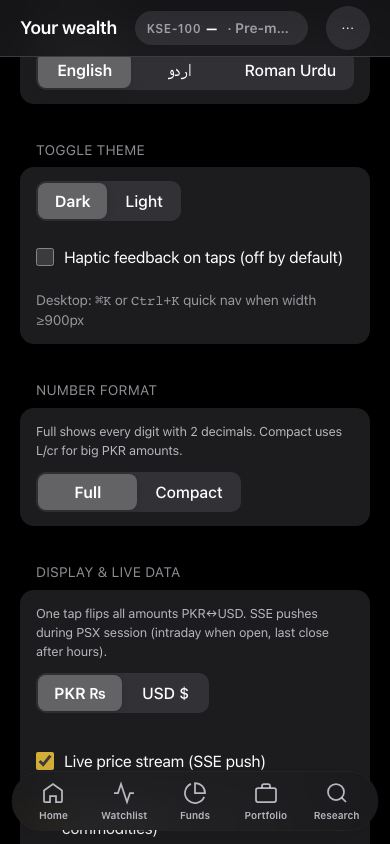 Your wealth
KSE-100 — · Pre-m...
...
English
اردو
Roman Urdu
TOGGLE THEME
Dark
Light
Haptic feedback on taps (off by default)
Desktop: ⌘K or Ctrl+K quick nav when width
≥900px
NUMBER FORMAT
Full shows every digit with 2 decimals. Compact uses
L/cr for big PKR amounts.
Full
Compact
DISPLAY & LIVE DATA
One tap flips all amounts PKR↔USD. SSE pushes
during PSX session (intraday when open, last close
after hours).
PKR ₨
USD $
Live price stream (SSE push)
commodities)
Home
Watchlist
Funds
Portfolio
Research